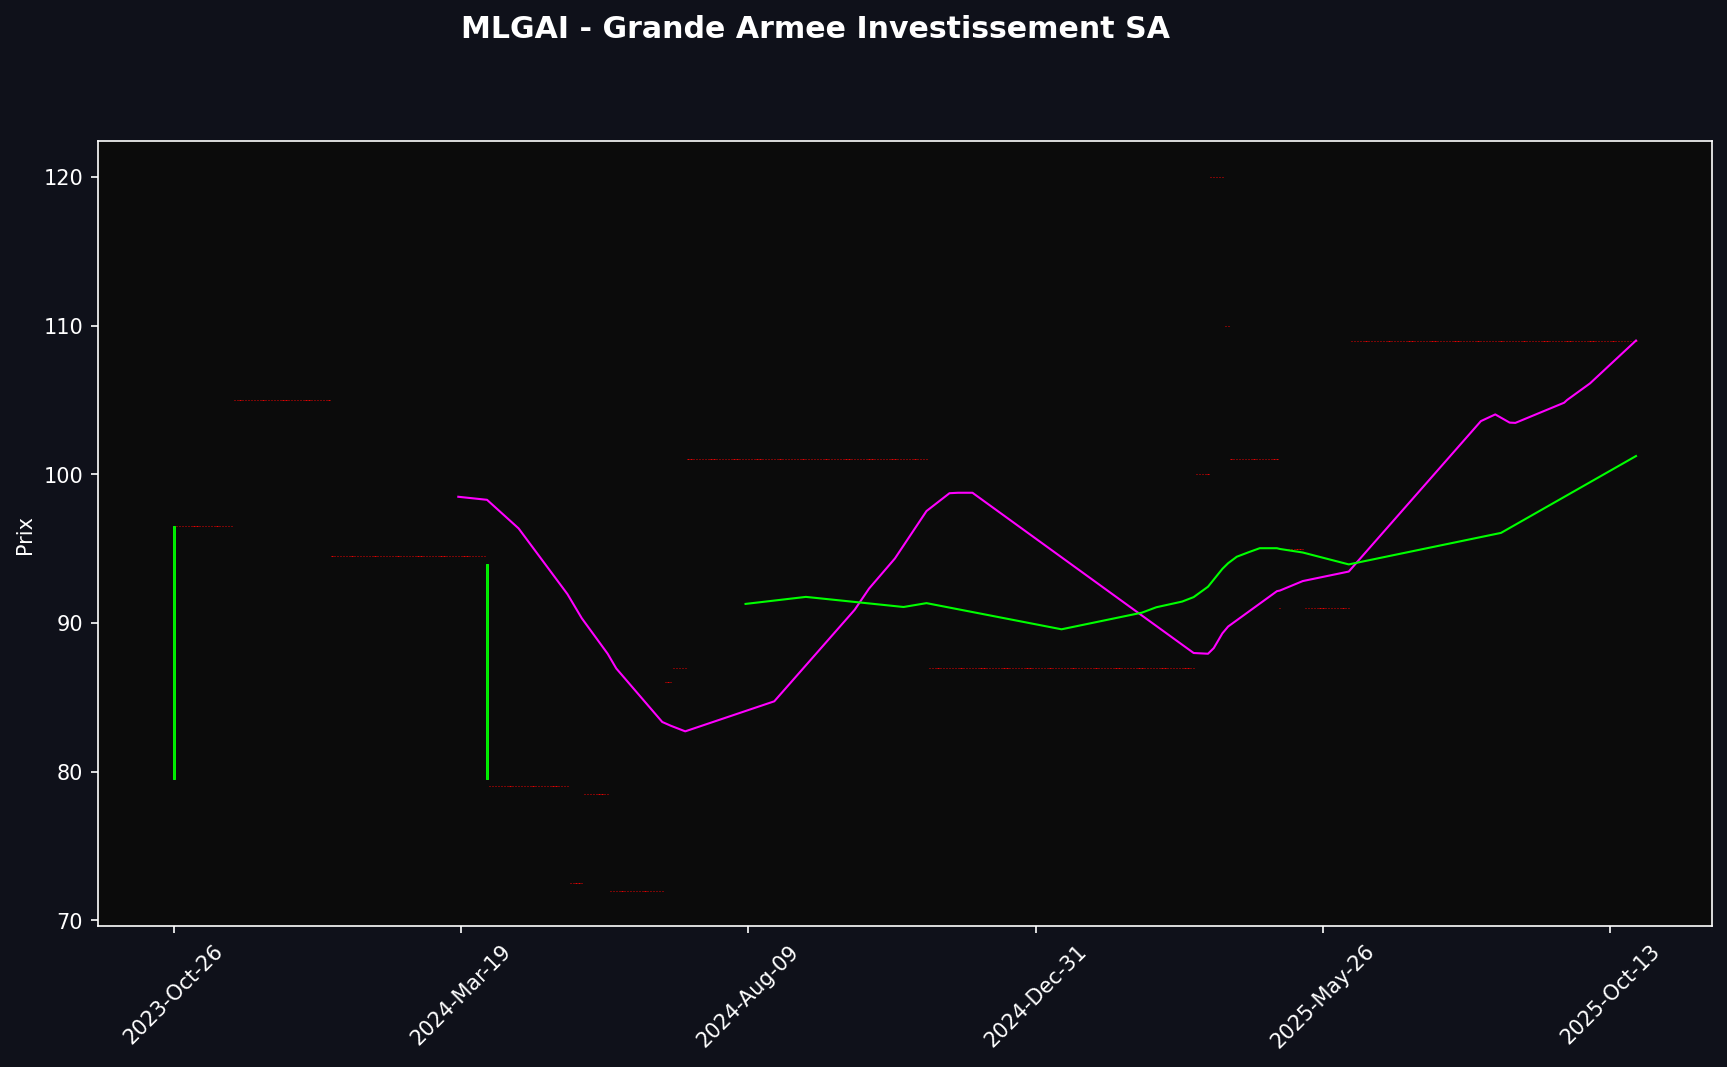 MLGAI - Grande Armee Investissement SA
Prix
120
110
100
90
80
70
2023-Oct-26
2024-Mar-19
2024-Aug-09
2024-Dec-31
2025-May-26
2025-Oct-13